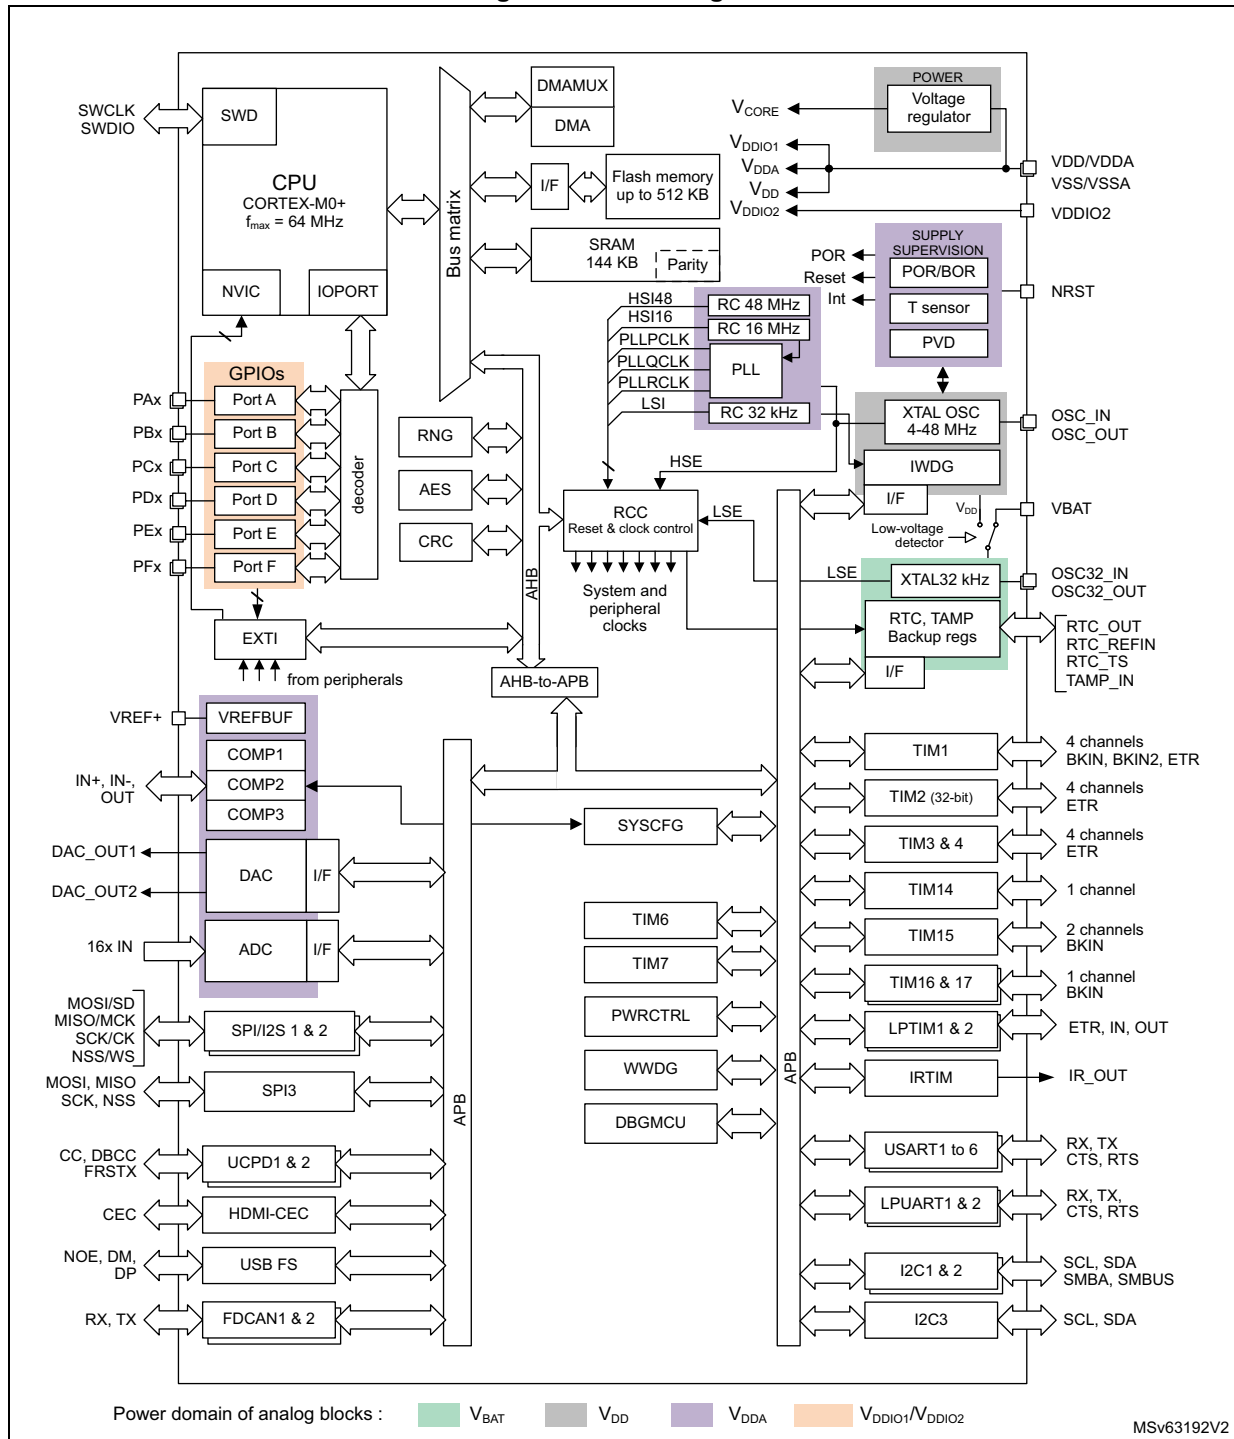 SWCLK
SWDIO
SWD
CPU
CORTEX-M0+
fmax = 64 MHz
NVIC
IOPORT
Bus matrix
DMAMUX
DMA
I/F
Flash memory
up to 512 KB
SRAM
144 KB
Parity
POWER
Voltage
regulator
VCORE
VDDIO1
VDDA
VDD
VDDIO2
VDD/VDDA
VSS/VSSA
VDDIO2
SUPPLY
SUPERVISION
POR/BOR
T sensor
PVD
POR
Reset
Int
NRST
HSI48
HSI16
PLLPCLK
PLLQCLK
PLLRCLK
LSI
RC 48 MHz
RC 16 MHz
PLL
RC 32 kHz
XTAL OSC
4-48 MHz
IWDG
I/F
OSC_IN
OSC_OUT
HSE
GPIOs
PAx
Port A
PBx
Port B
PCx
Port C
PDx
Port D
PEx
Port E
PFx
Port F
decoder
RNG
AES
CRC
AHB
RCC
Reset & clock control
LSE
System and
peripheral
clocks
VDD
Low-voltage
detector
VBAT
LSE
XTAL32 kHz
OSC32_IN
OSC32_OUT
RTC, TAMP
Backup regs
I/F
RTC_OUT
RTC_REFIN
RTC_TS
TAMP_IN
EXTI
from peripherals
AHB-to-APB
VREF+
VREFBUF
COMP1
COMP2
COMP3
IN+, IN-,
OUT
DAC_OUT1
DAC_OUT2
DAC
I/F
16x IN
ADC
I/F
MOSI/SD
MISO/MCK
SCK/CK
NSS/WS
SPI/I2S 1 & 2
MOSI, MISO
SCK, NSS
SPI3
CC, DBCC
FRSTX
UCPD1 & 2
CEC
HDMI-CEC
NOE, DM,
DP
USB FS
RX, TX
FDCAN1 & 2
APB
SYSCFG
TIM6
TIM7
PWRCTRL
WWDG
DBGMCU
APB
TIM1
4 channels
BKIN, BKIN2, ETR
TIM2 (32-bit)
4 channels
ETR
TIM3 & 4
4 channels
ETR
TIM14
1 channel
TIM15
2 channels
BKIN
TIM16 & 17
1 channel
BKIN
LPTIM1 & 2
ETR, IN, OUT
IRTIM
IR_OUT
USART1 to 6
RX, TX
CTS, RTS
LPUART1 & 2
RX, TX,
CTS, RTS
I2C1 & 2
SCL, SDA
SMBA, SMBUS
I2C3
SCL, SDA
Power domain of analog blocks :
VBAT
VDD
VDDA
VDDIO1/VDDIO2
MSv63192V2